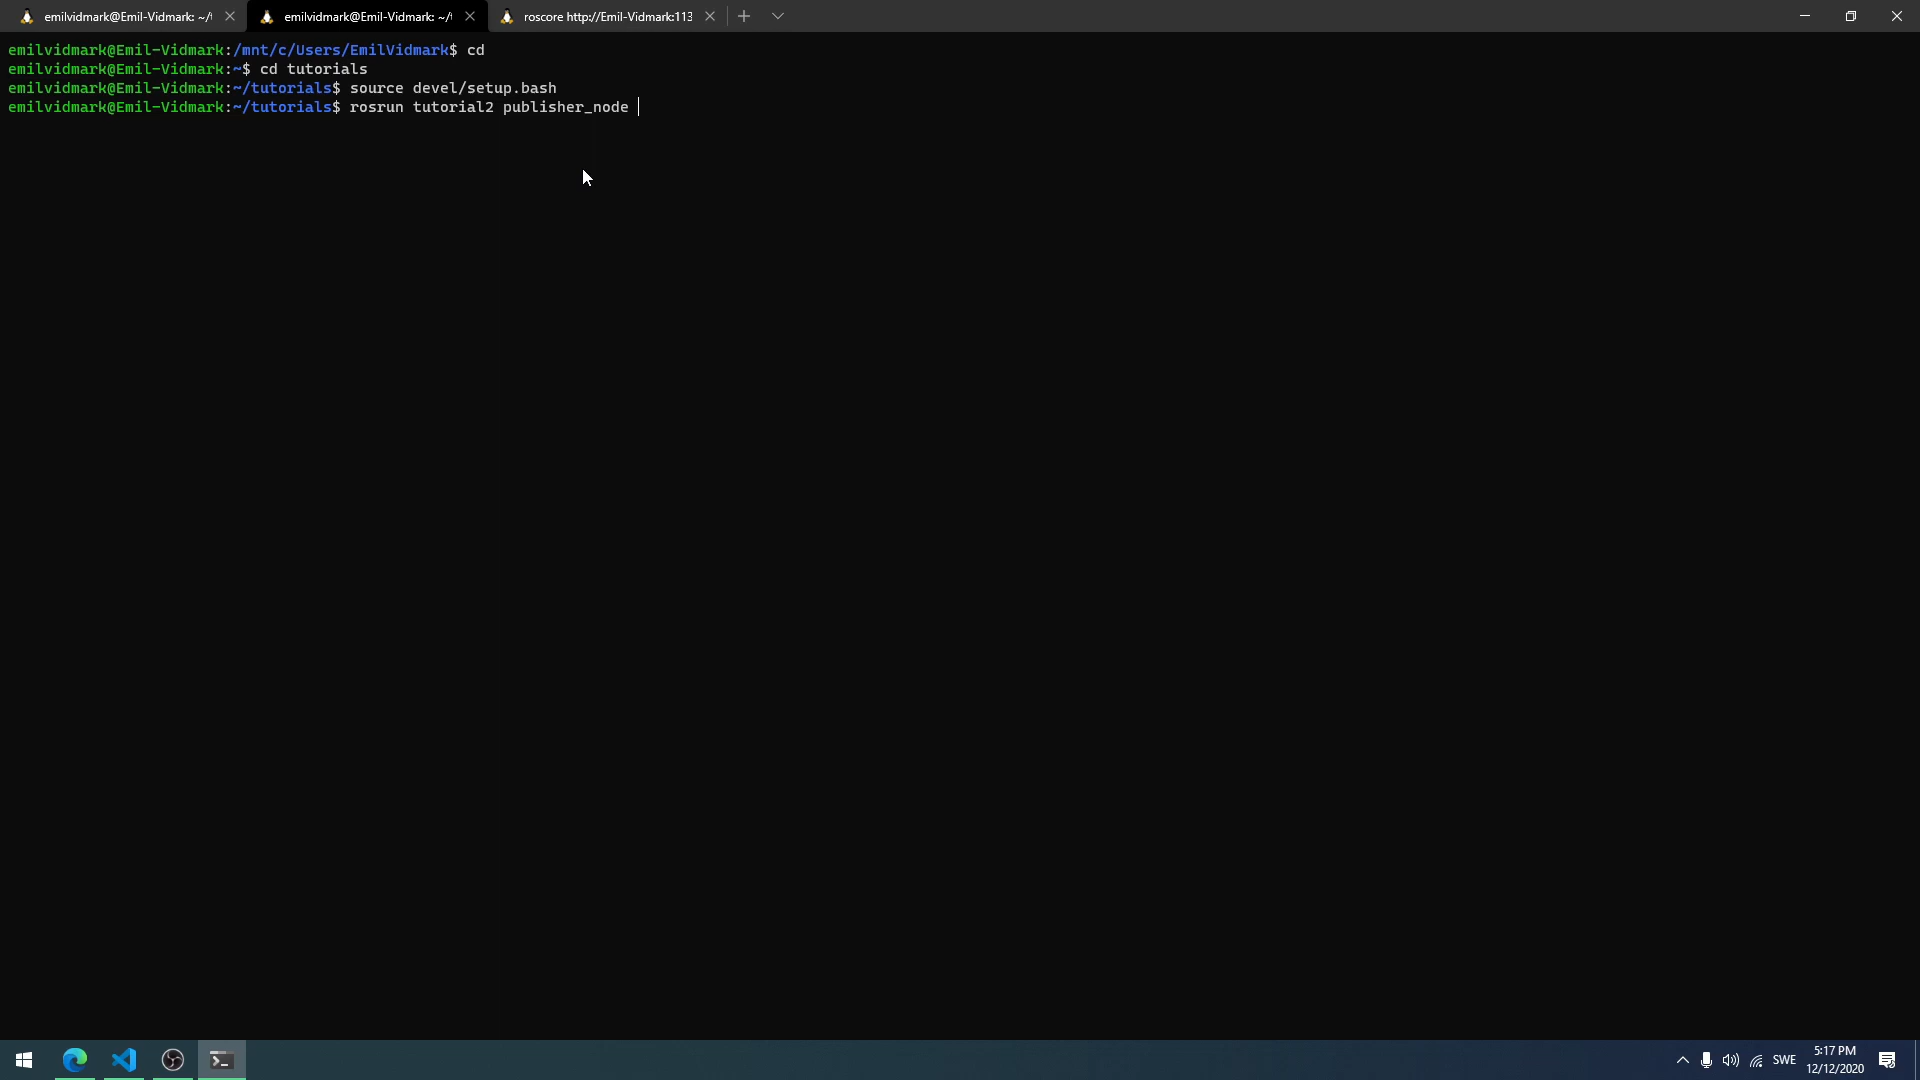 emilvidmark@Emil-Vidmark: ~/t
emilvidmark@Emil-Vidmark: ~/t
roscore http://Emil-Vidmark:113
emilvidmark@Emil-Vidmark:/mnt/c/Users/EmilVidmark$ cd
emilvidmark@Emil-Vidmark:~$ cd tutorials
emilvidmark@Emil-Vidmark:~/tutorials$ source devel/setup.bash
emilvidmark@Emil-Vidmark:~/tutorials$ rosrun tutorial2 publisher_node
SWE
5:17 PM
12/12/2020